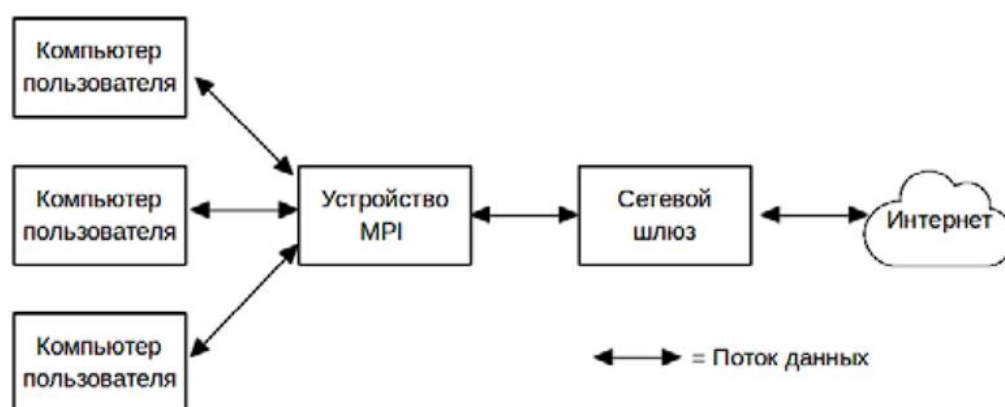 Компьютер
пользователя
Компьютер
пользователя
Устройство
MPI
Сетевой
шлюз
Интернет
Компьютер
пользователя
= Поток данных